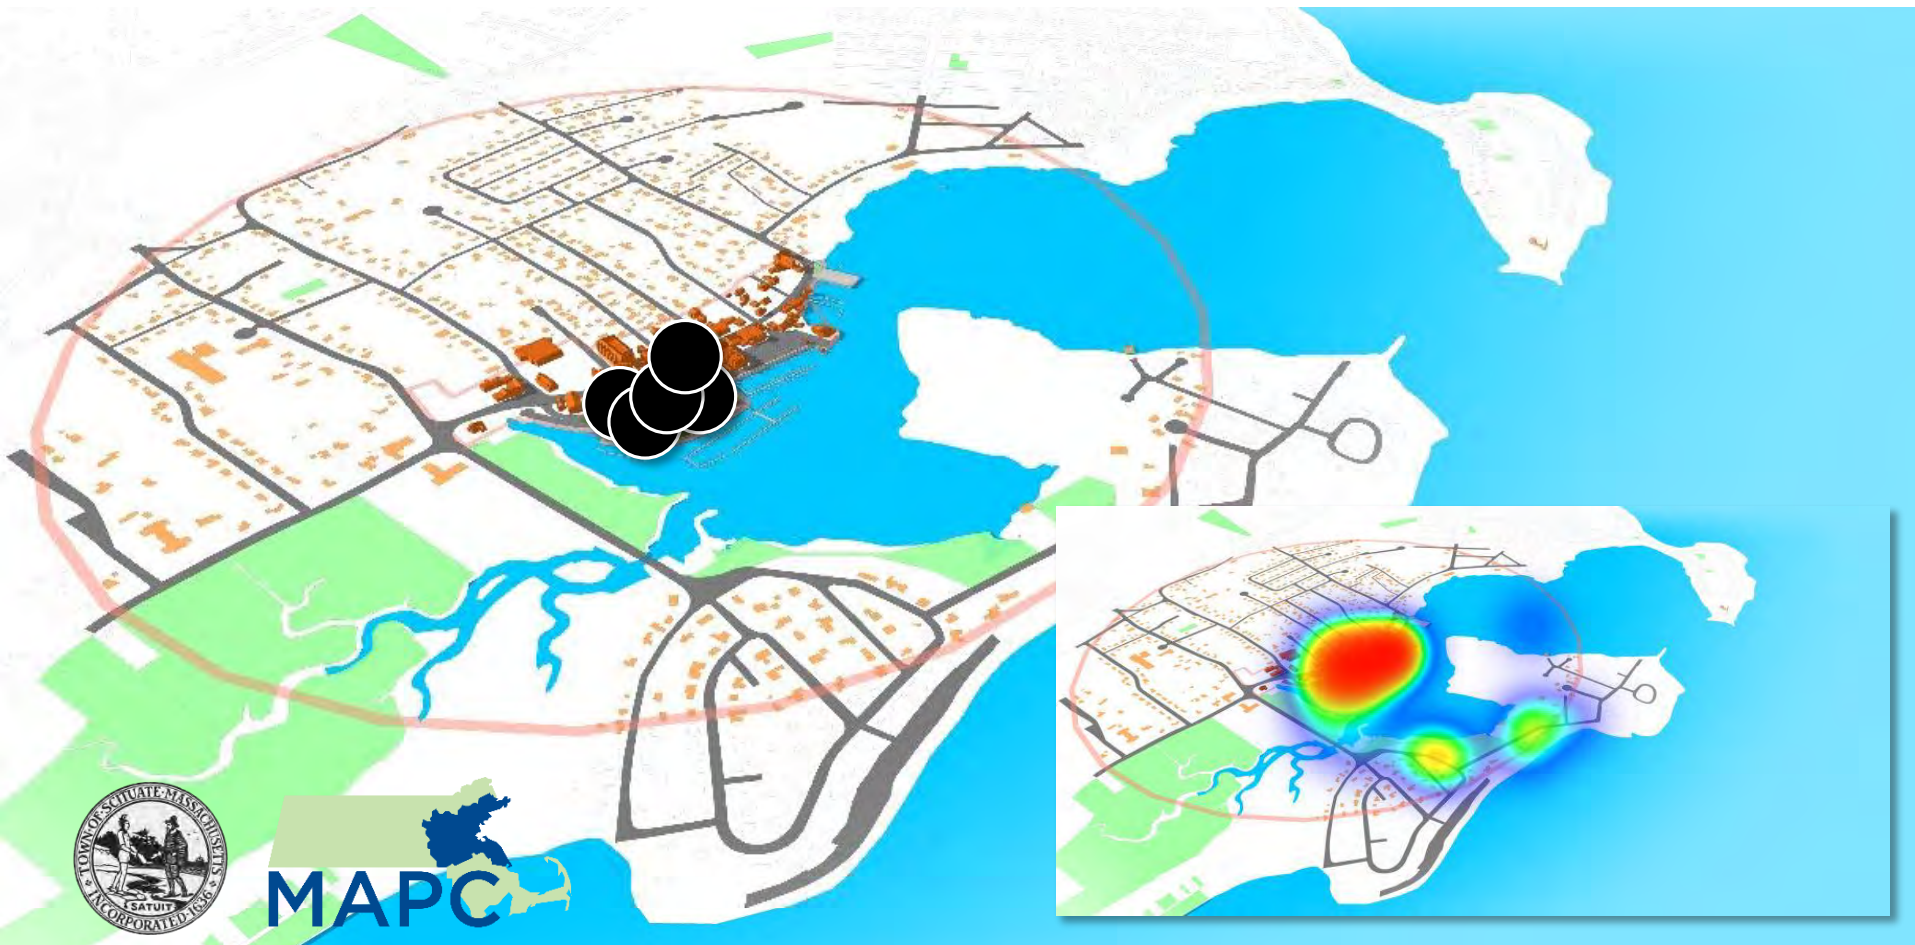 TOWN·OF·SCITUATE·MASSACHUSETTS
INCORPORATED·1636
SATUIT
MAPC